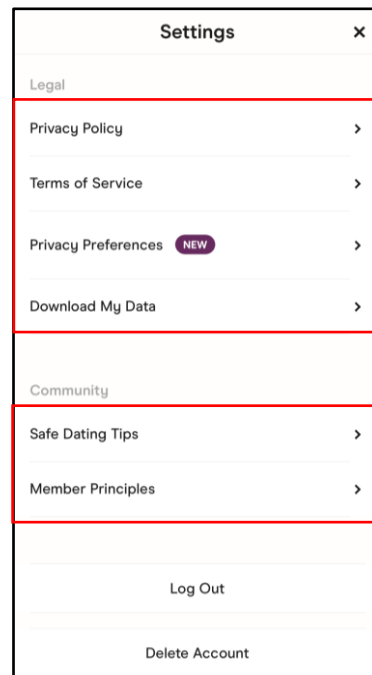 Settings ×
Legal
Privacy Policy
Terms of Service
Privacy Preferences NEW
Download My Data
Community
Safe Dating Tips
Member Principles
Log Out
Delete Account